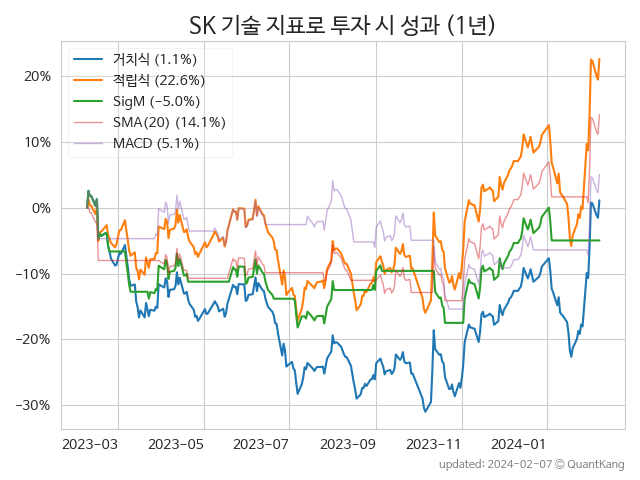 SK 기술 지표로 투자 시 성과 (1년)
거치식 (1.1%)
적립식 (22.6%)
SigM (−5.0%)
SMA(20) (14.1%)
MACD (5.1%)
20%
10%
0%
−10%
−20%
−30%
2023−03 2023−05 2023−07 2023−09 2023−11 2024−01
updated: 2024-02-07 © QuantKang